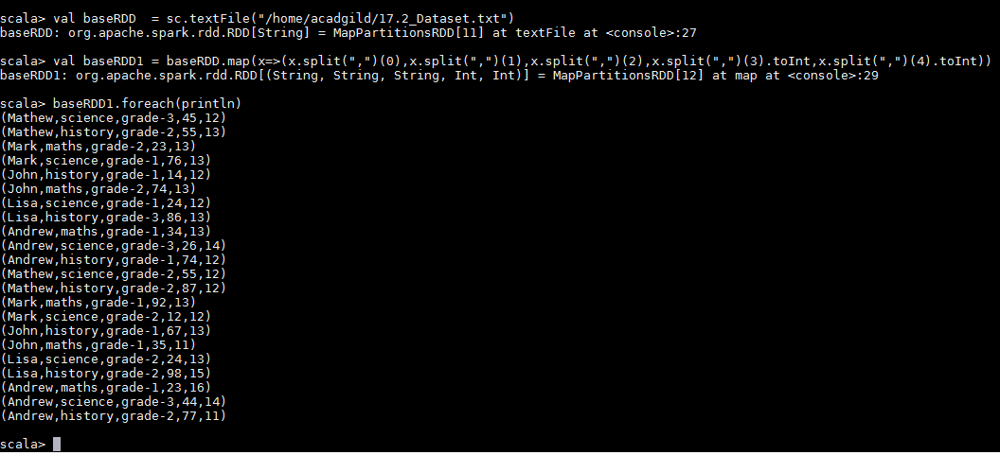 scala> val baseRDD  = sc.textFile("/home/acadgild/17.2_Dataset.txt")
baseRDD: org.apache.spark.rdd.RDD[String] = MapPartitionsRDD[11] at textFile at <console>:27
scala> val baseRDD1 = baseRDD.map(x=>(x.split(",")(0),x.split(",")(1),x.split(",")(2),x.split(",")(3).toInt,x.split(",")(4).toInt))
baseRDD1: org.apache.spark.rdd.RDD[(String, String, String, Int, Int)] = MapPartitionsRDD[12] at map at <console>:29
scala> baseRDD1.foreach(println)
(Mathew,science,grade-3,45,12)
(Mathew,history,grade-2,55,13)
(Mark,maths,grade-2,23,13)
(Mark,science,grade-1,76,13)
(John,history,grade-1,14,12)
(John,maths,grade-2,74,13)
(Lisa,science,grade-1,24,12)
(Lisa,history,grade-3,86,13)
(Andrew,maths,grade-1,34,13)
(Andrew,science,grade-3,26,14)
(Andrew,history,grade-1,74,12)
(Mathew,science,grade-2,55,12)
(Mathew,history,grade-2,87,12)
(Mark,maths,grade-1,92,13)
(Mark,science,grade-2,12,12)
(John,history,grade-1,67,13)
(John,maths,grade-1,35,11)
(Lisa,science,grade-2,24,13)
(Lisa,history,grade-2,98,15)
(Andrew,maths,grade-1,23,16)
(Andrew,science,grade-3,44,14)
(Andrew,history,grade-2,77,11)
scala>